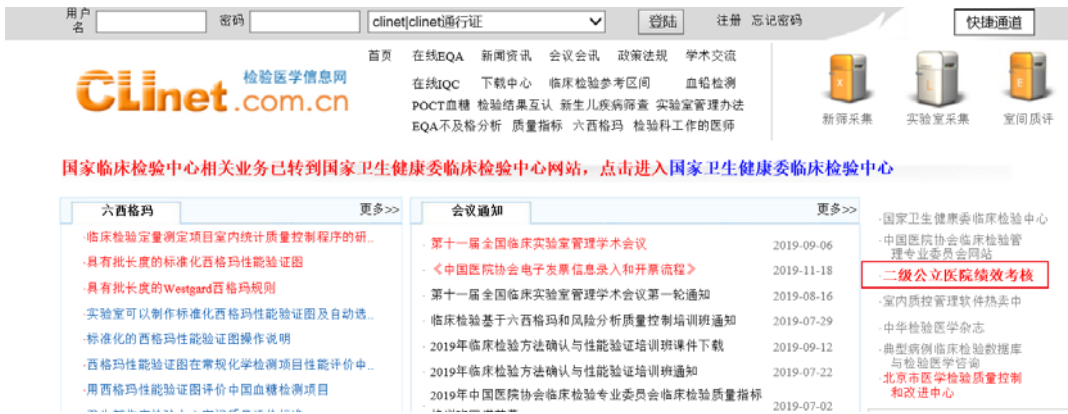 用户名 密码 clinet|clinet通行证 登陆 注册 忘记密码 快捷通道
首页 在线EQA 新闻资讯 会议会讯 政策法规 学术交流
检验医学信息网
CLInet.com.cn
在线IQC 下载中心 临床检验参考区间 血铅检测
POCT血糖 检验结果互认 新生儿疾病筛查 实验室管理办法
EQA不及格分析 质量指标 六西格玛 检验科工作的医师
X L E
新筛采集 实验室采集 室间质评
国家临床检验中心相关业务已转到国家卫生健康委临床检验中心网站，点击进入国家卫生健康委临床检验中心
六西格玛 更多>>
·临床检验定量测定项目室内统计质量控制程序的研..
·具有批长度的标准化西格玛性能验证图
·具有批长度的Westgard西格玛规则
·实验室可以制作标准化西格玛性能验证图及自动选..
·标准化的西格玛性能验证图操作说明
·西格玛性能验证图在常规化学检测项目性能评价中..
·用西格玛性能验证图评价中国血糖检测项目
会议通知 更多>>
·第十一届全国临床实验室管理学术会议 2019-09-06
·《中国医院协会电子发票信息录入和开票流程》 2019-11-18
·第十一届全国临床实验室管理学术会议第一轮通知 2019-08-16
·临床检验基于六西格玛和风险分析质量控制培训班通知 2019-07-29
·2019年临床检验方法确认与性能验证培训班课件下载 2019-09-12
·2019年临床检验方法确认与性能验证培训班通知 2019-07-22
·2019年中国医院协会临床检验专业委员会临床检验质量指标
2019-07-02
·国家卫生健康委临床检验中心
·中国医院协会临床检验管
理专业委员会网站
·二级公立医院绩效考核
·室内质控管理软件热卖中
·中华检验医学杂志
·典型病例临床检验数据库
与检验医学咨询
·北京市医学检验质量控制
和改进中心